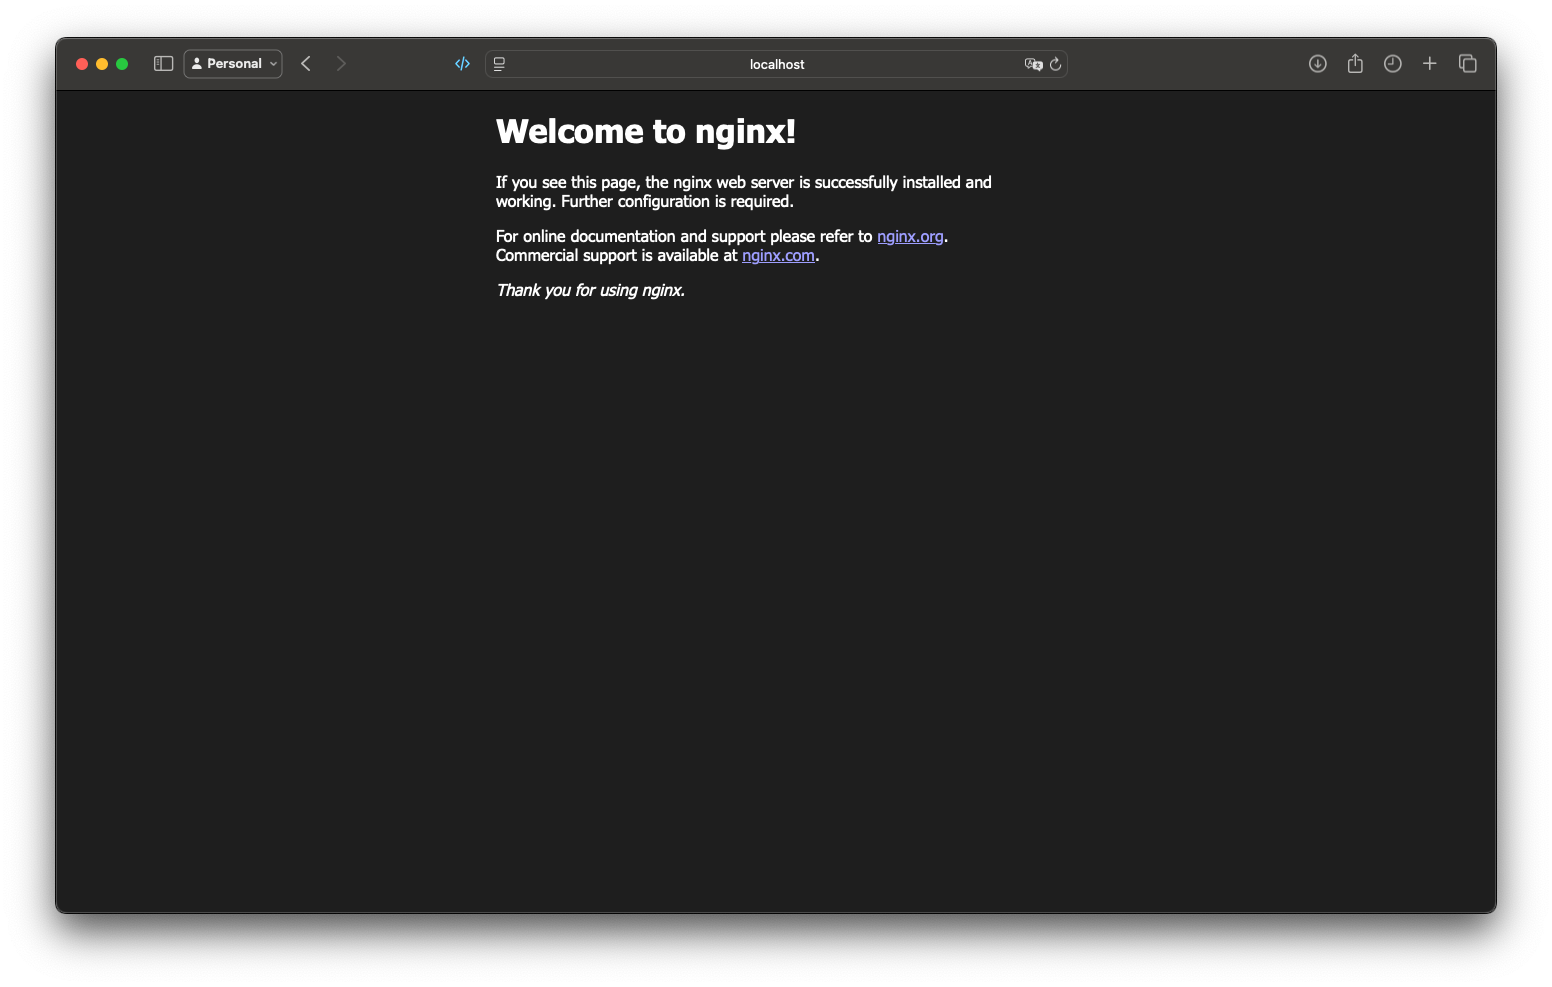 Personal
localhost
Welcome to nginx!
If you see this page, the nginx web server is successfully installed and
working. Further configuration is required.
For online documentation and support please refer to nginx.org.
Commercial support is available at nginx.com.
Thank you for using nginx.